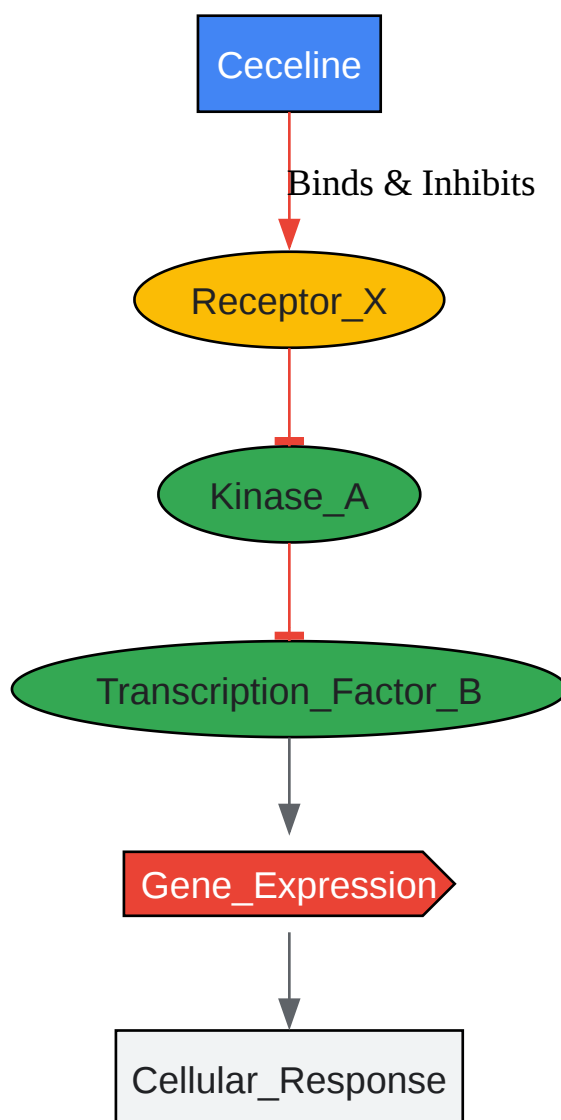 Ceceline
Binds & Inhibits
Receptor_X
Kinase_A
Transcription_Factor_B
Gene_Expression
Cellular_Response